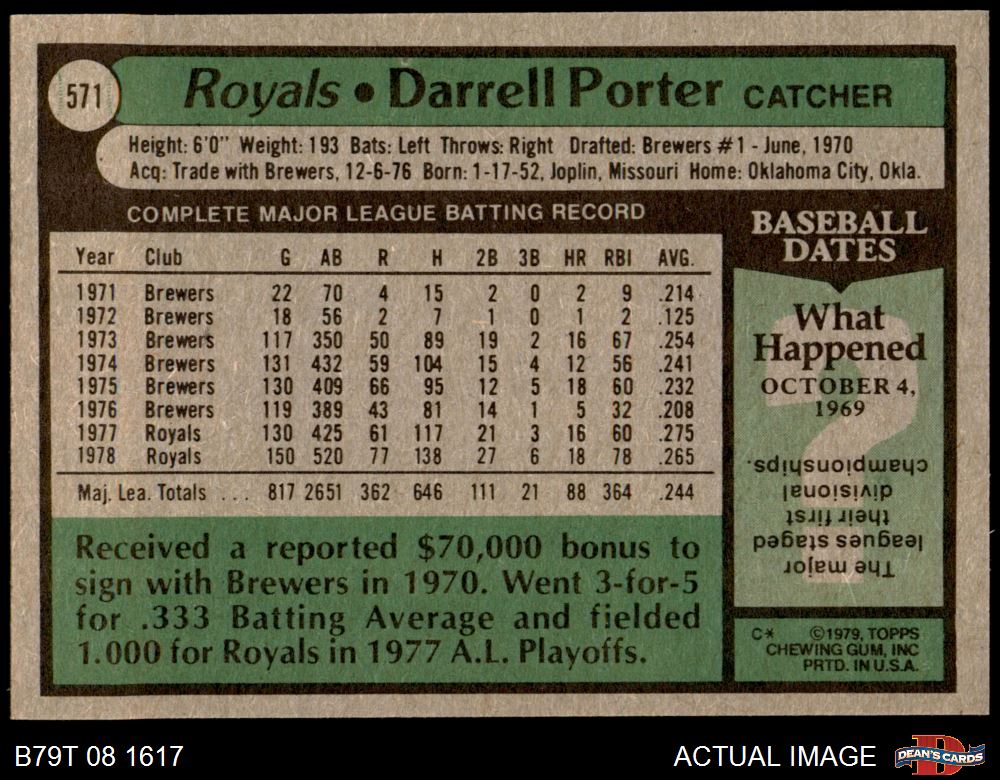 571
Royals • Darrell Porter CATCHER
Height: 6'0" Weight: 193 Bats: Left Throws: Right Drafted: Brewers #1 - June, 1970
Acq: Trade with Brewers, 12-6-76 Born: 1-17-52, Joplin, Missouri Home: Oklahoma City, Okla.
COMPLETE MAJOR LEAGUE BATTING RECORD
Year Club G AB R H 2B 3B HR RBI AVG.
1971 Brewers 22 70 4 15 2 0 2 9 .214
1972 Brewers 18 56 2 7 1 0 1 2 .125
1973 Brewers 117 350 50 89 19 2 16 67 .254
1974 Brewers 131 432 59 104 15 4 12 56 .241
1975 Brewers 130 409 66 95 12 5 18 60 .232
1976 Brewers 119 389 43 81 14 1 5 32 .208
1977 Royals 130 425 61 117 21 3 16 60 .275
1978 Royals 150 520 77 138 27 6 18 78 .265
Maj. Lea. Totals ... 817 2651 362 646 111 21 88 364 .244
Received a reported $70,000 bonus to
sign with Brewers in 1970. Went 3-for-5
for .333 Batting Average and fielded
1.000 for Royals in 1977 A.L. Playoffs.
BASEBALL
DATES
?
What
Happened
OCTOBER 4,
1969
The major
leagues staged
their first
divisional
championships.
C* ©1979, TOPPS
CHEWING GUM, INC
PRTD. IN U.S.A.
B79T 08 1617
ACTUAL IMAGE
D
DEAN'S CARDS